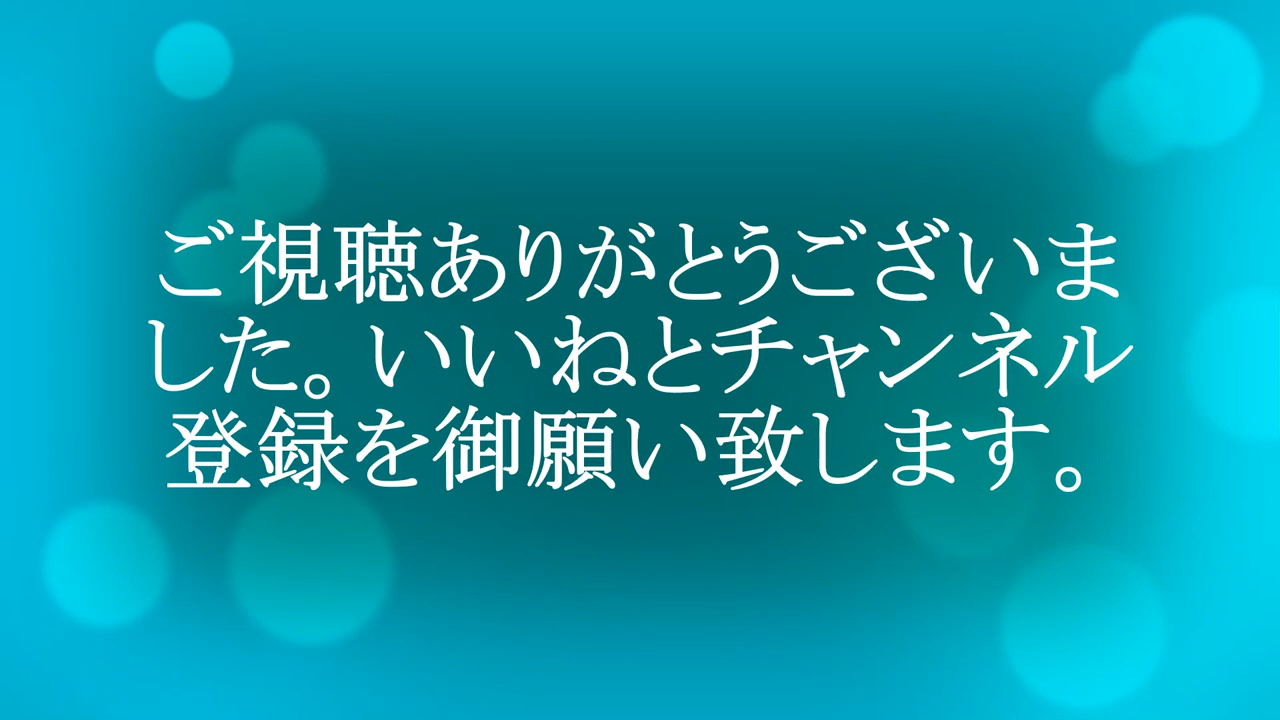 ご視聴ありがとうございま
した。いいねとチャンネル
登録を御願い致します。